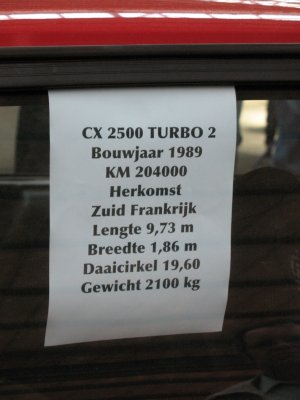 CX 2500 TURBO 2
Bouwjaar 1989
KM 204000
Herkomst
Zuid Frankrijk
Lengte 9,73 m
Breedte 1,86 m
Daaicirkel 19,60
Gewicht 2100 kg